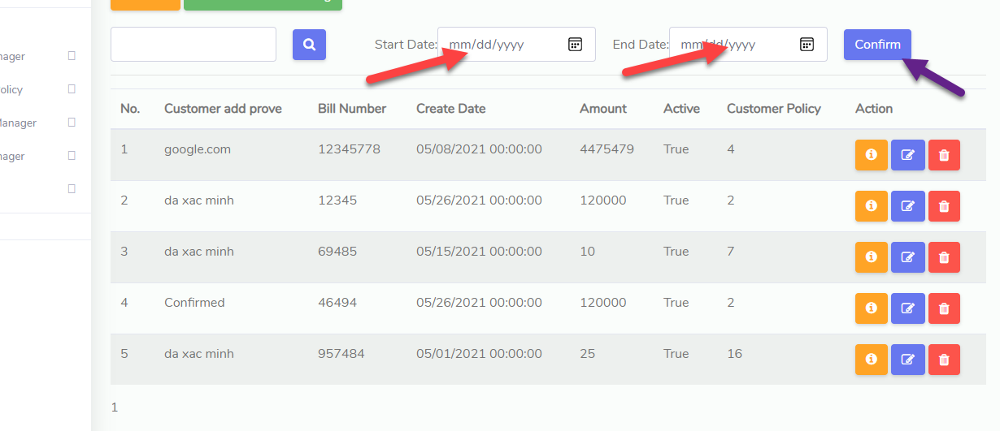 Start Date: mm/dd/yyyy End Date: mm/dd/yyyy Confirm
nager
olicy
Manager
nager
No. Customer add prove Bill Number Create Date Amount Active Customer Policy Action
1 google.com 12345778 05/08/2021 00:00:00 4475479 True 4
2 da xac minh 12345 05/26/2021 00:00:00 120000 True 2
3 da xac minh 69485 05/15/2021 00:00:00 10 True 7
4 Confirmed 46494 05/26/2021 00:00:00 120000 True 2
5 da xac minh 957484 05/01/2021 00:00:00 25 True 16
1